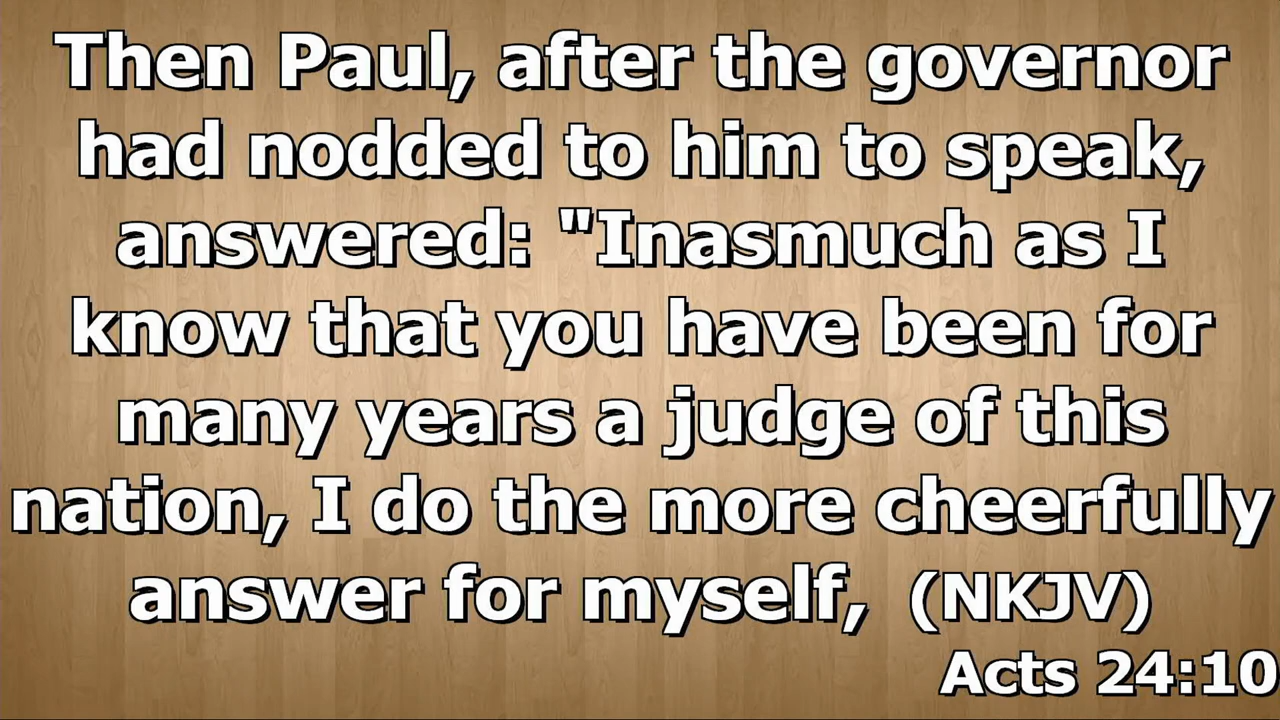 Then Paul, after the governor
had nodded to him to speak,
answered: "Inasmuch as I
know that you have been for
many years a judge of this
nation, I do the more cheerfully
answer for myself, (NKJV)
Acts 24:10